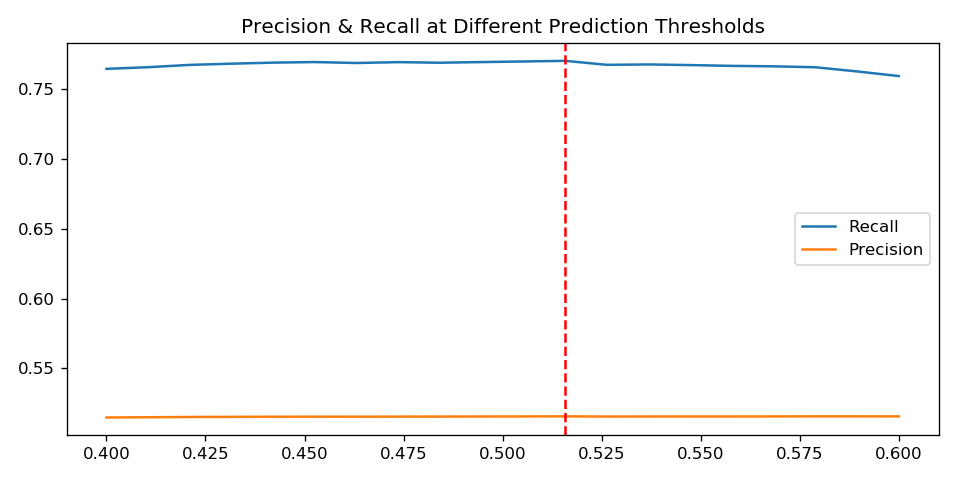 Precision & Recall at Different Prediction Thresholds
0.75
0.70
0.65
0.60
0.55
Recall
Precision
0.400 0.425 0.450 0.475 0.500 0.525 0.550 0.575 0.600